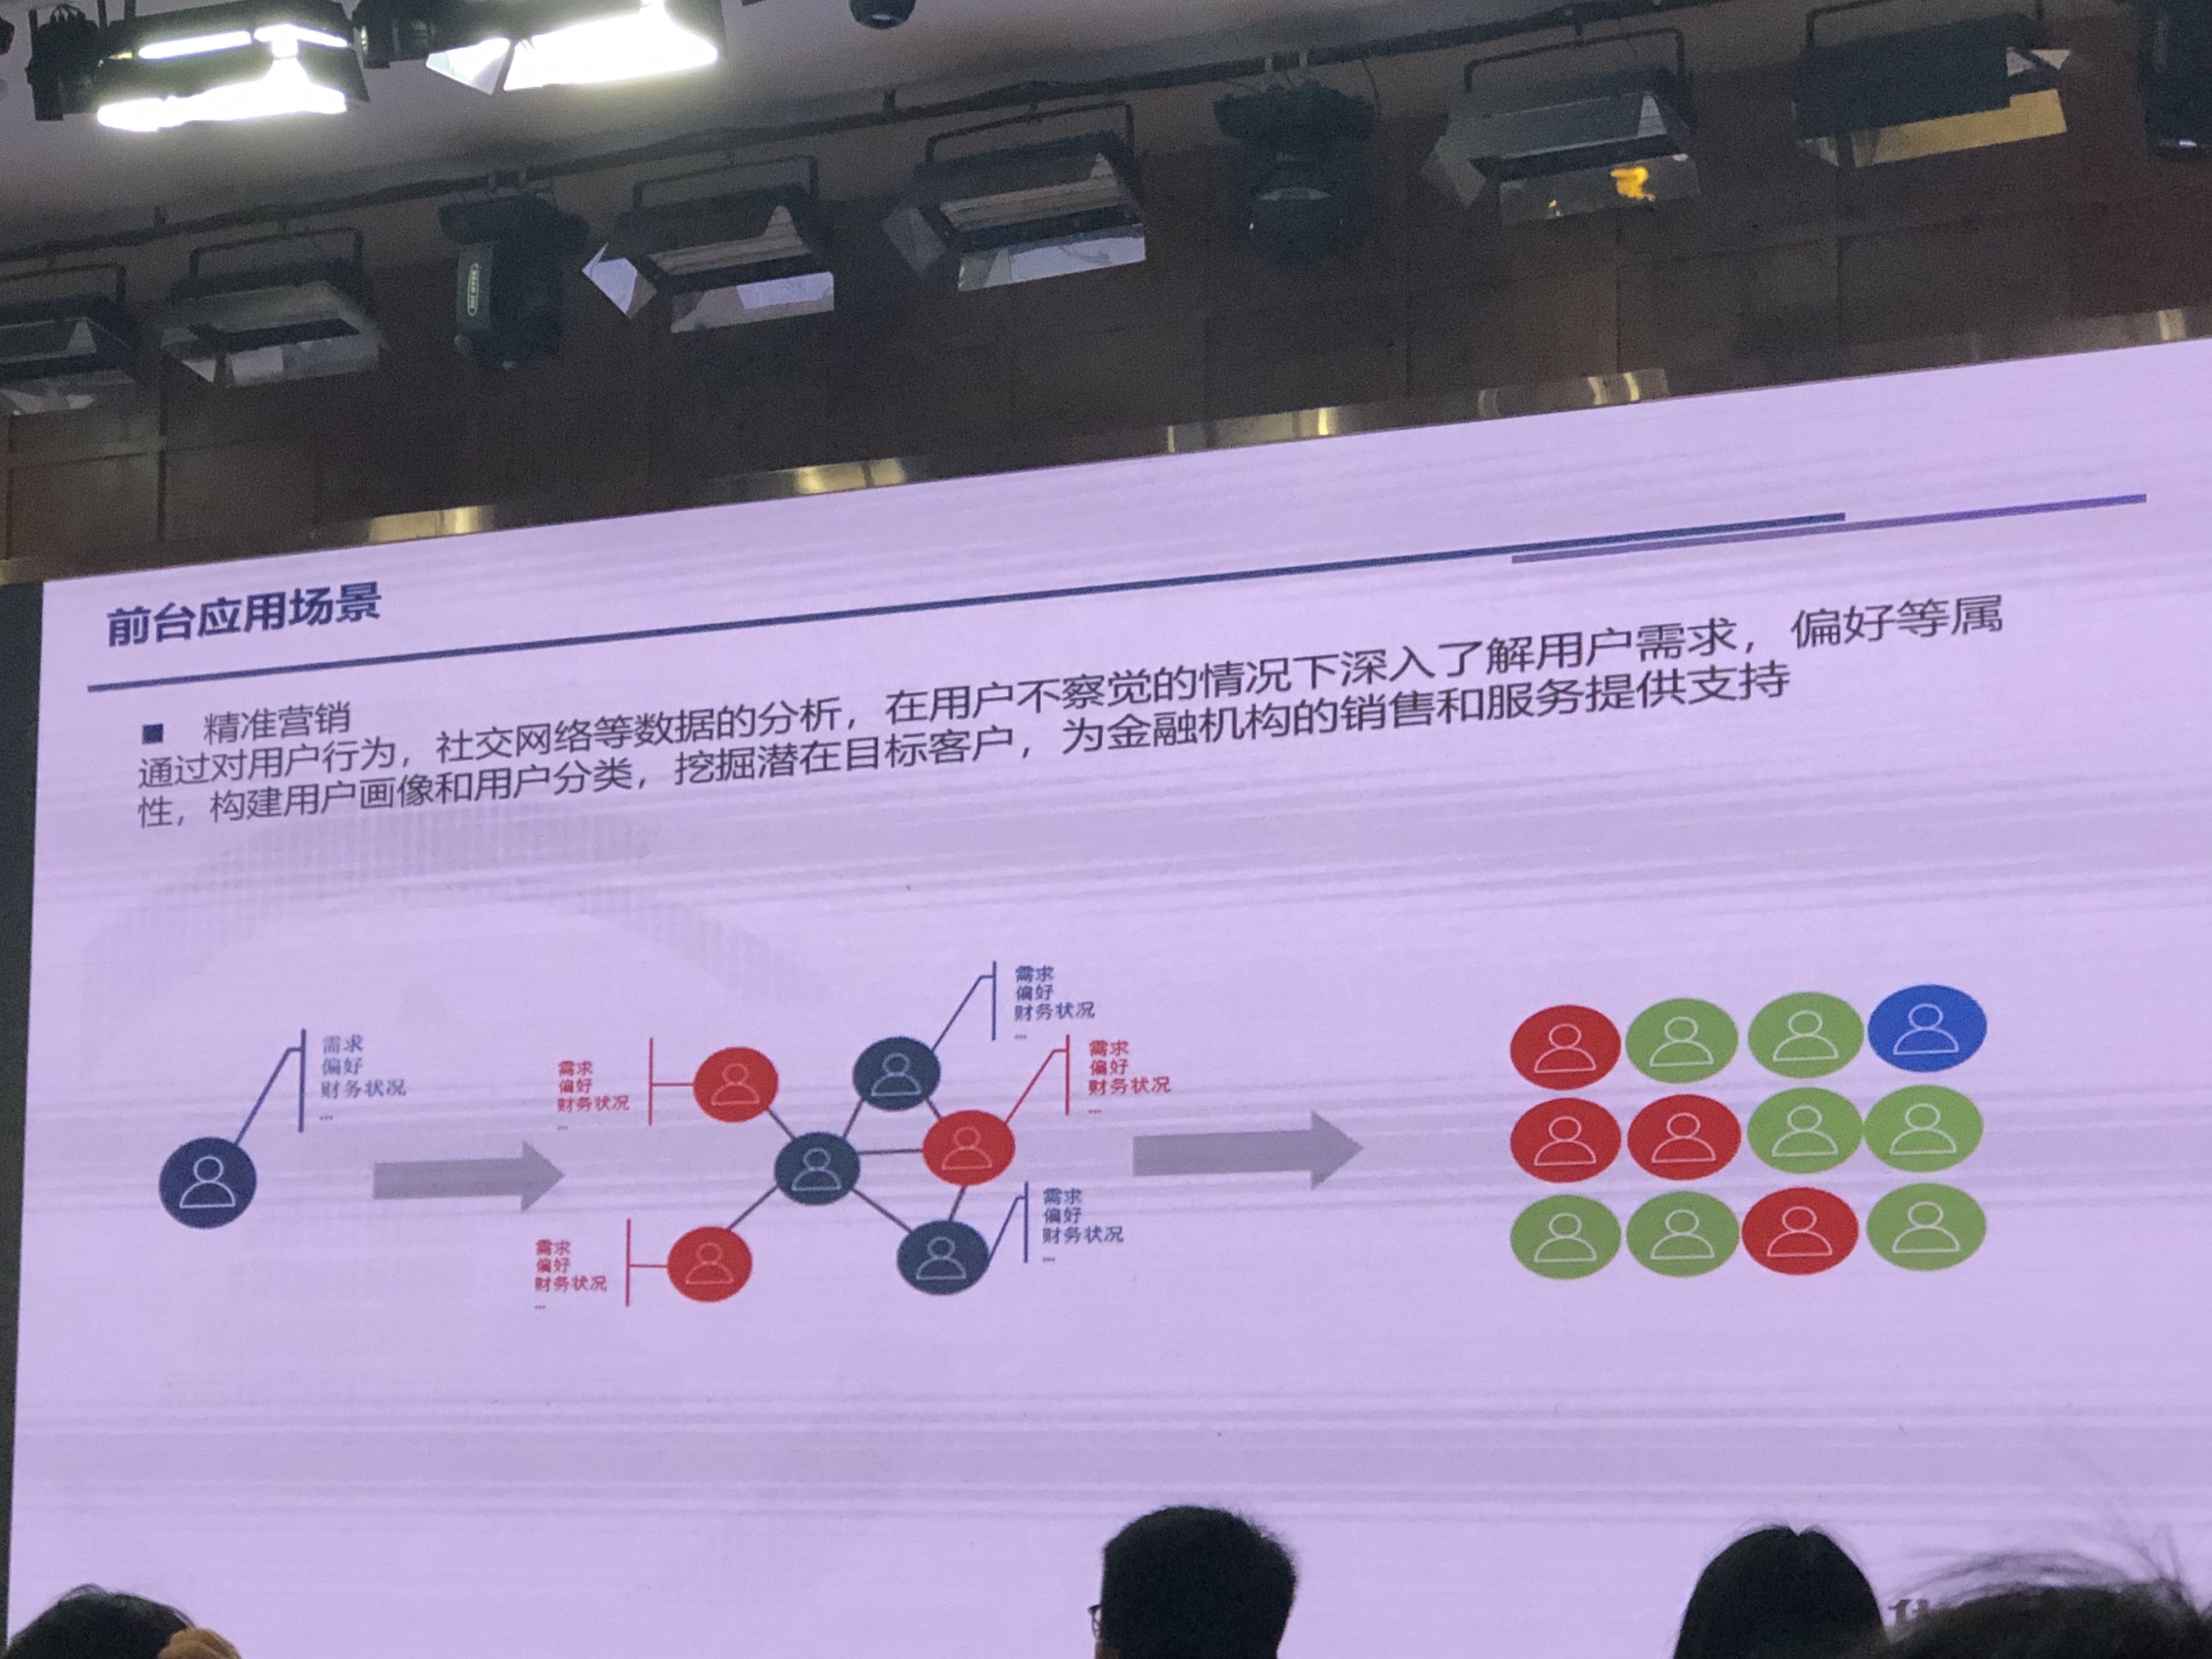 前台应用场景
■ 精准营销
通过对用户行为，社交网络等数据的分析，在用户不察觉的情况下深入了解用户需求，偏好等属
性，构建用户画像和用户分类，挖掘潜在目标客户，为金融机构的销售和服务提供支持
需求
偏好
财务状况
...
需求
偏好
财务状况
...
需求
偏好
财务状况
...
需求
偏好
财务状况
...
需求
偏好
财务状况
...
需求
偏好
财务状况
...